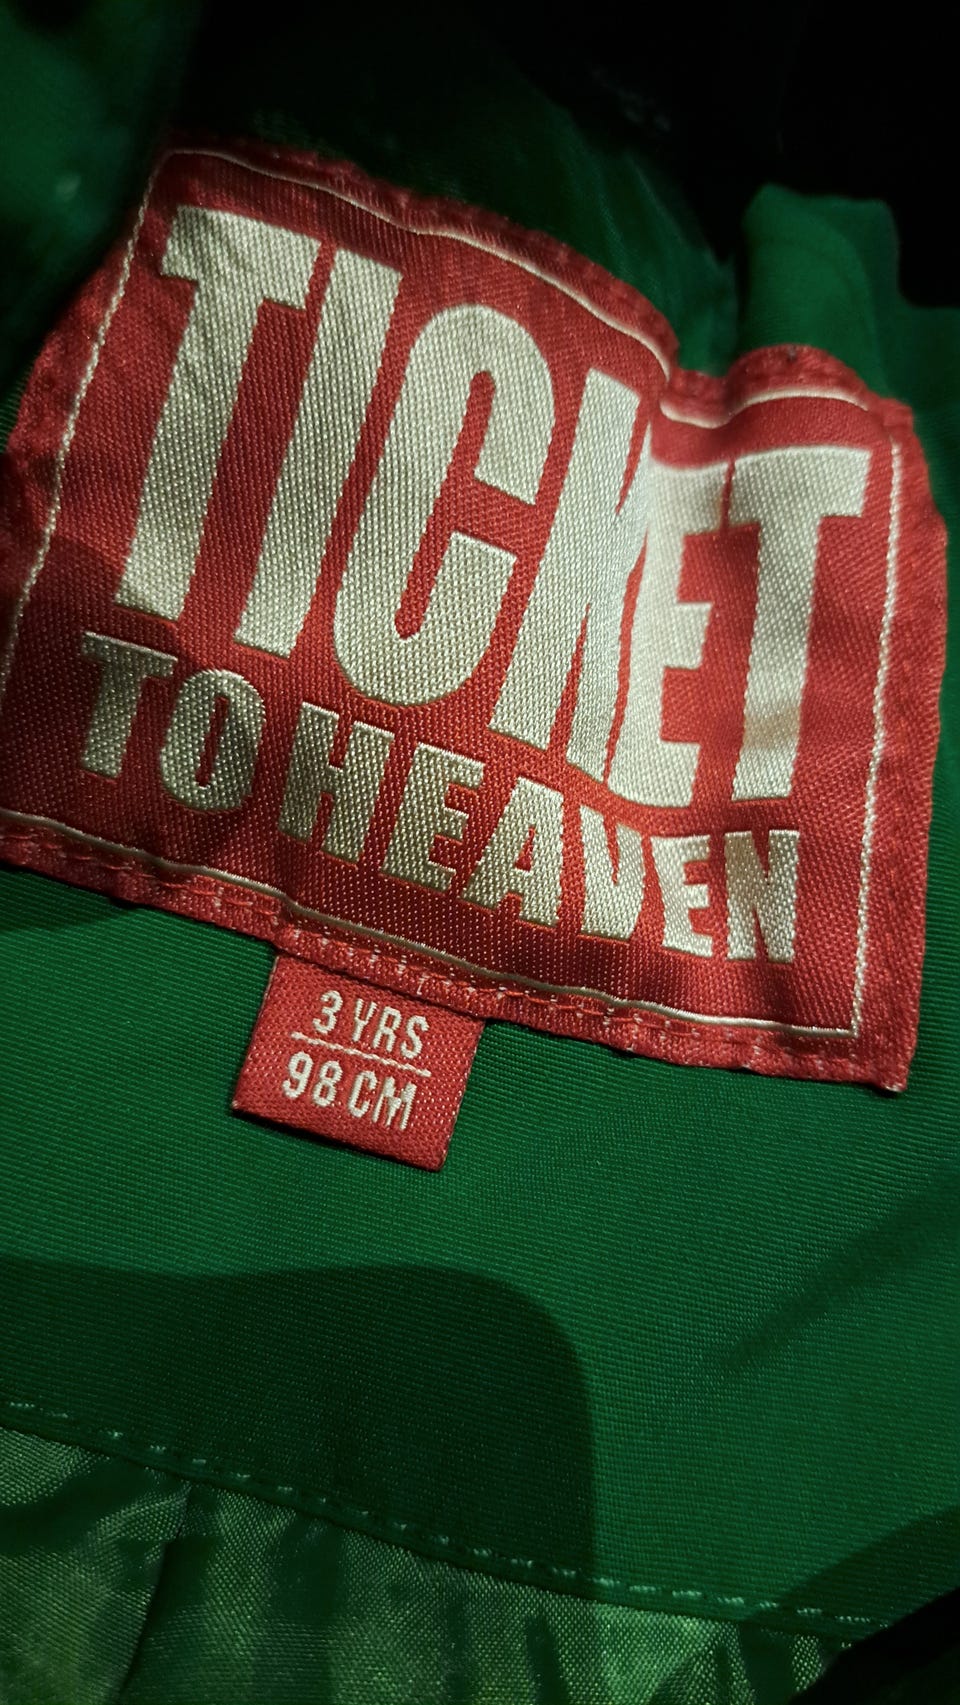 TICKET
TO HEAVEN
3 YRS
98 CM